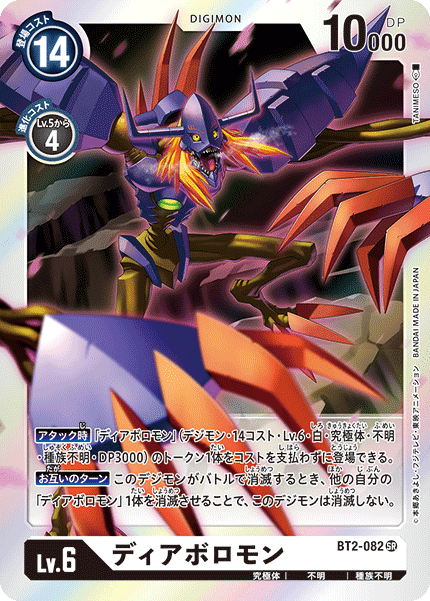 DIGIMON
登場コスト
14
10000
DP
進化コスト
Lv.5から
4
TANIMESO
BANDAI MADE IN JAPAN
©本郷あきよし・フジテレビ・東映アニメーション
アタック時 「ディアボロモン」(デジモン・14コスト・Lv.6・白・究極体・不明
・種族不明・DP3000)のトークン1体をコストを支払わずに登場できる。
お互いのターン このデジモンがバトルで消滅するとき、他の自分の
「ディアボロモン」1体を消滅させることで、このデジモンは消滅しない。
BT2-082 SR
Lv.6 ディアボロモン
究極体 | 不明 | 種族不明